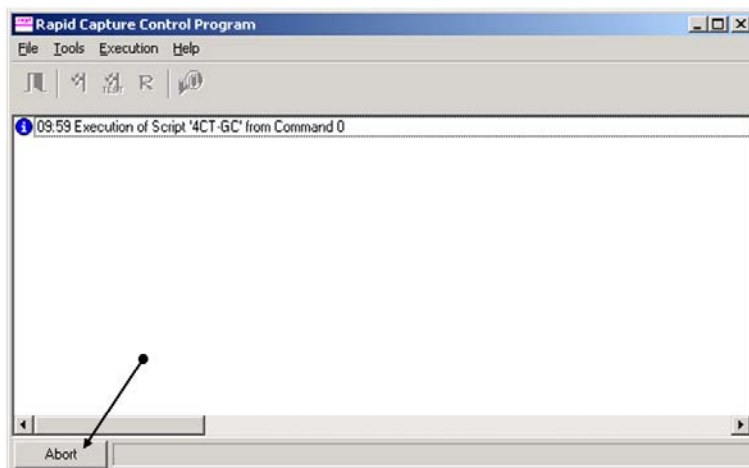 Rapid Capture Control Program
File Tools Execution Help
R
09:59 Execution of Script '4CT-GC' from Command 0
Abort